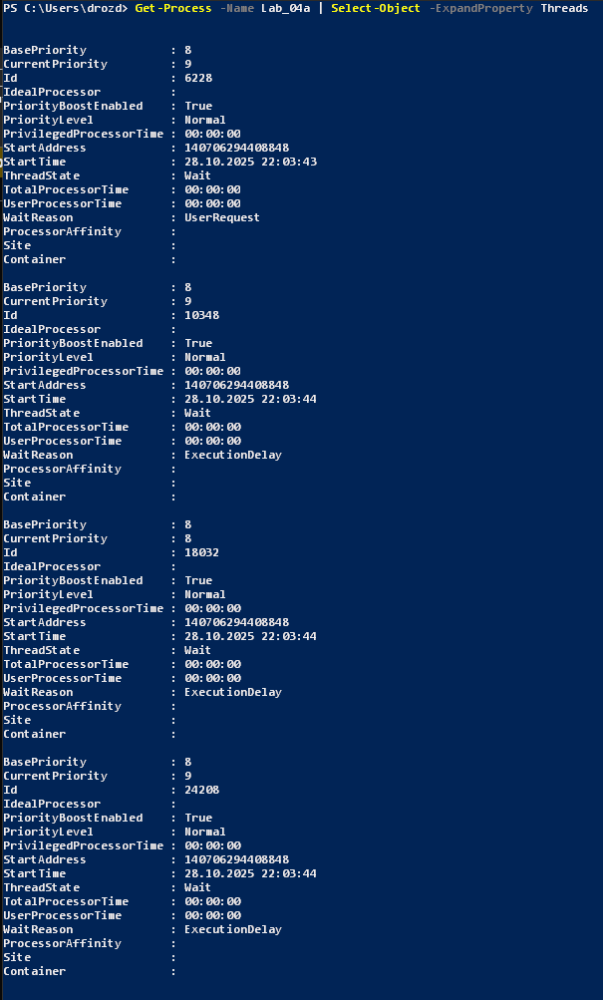 PS C:\Users\drozd> Get-Process -Name Lab_04a | Select-Object -ExpandProperty Threads
BasePriority : 8
CurrentPriority : 9
Id : 6228
IdealProcessor :
PriorityBoostEnabled : True
PriorityLevel : Normal
PrivilegedProcessorTime : 00:00:00
StartAddress : 140706294408848
StartTime : 28.10.2025 22:03:43
ThreadState : Wait
TotalProcessorTime : 00:00:00
UserProcessorTime : 00:00:00
WaitReason : UserRequest
ProcessorAffinity :
Site :
Container :
BasePriority : 8
CurrentPriority : 9
Id : 10348
IdealProcessor :
PriorityBoostEnabled : True
PriorityLevel : Normal
PrivilegedProcessorTime : 00:00:00
StartAddress : 140706294408848
StartTime : 28.10.2025 22:03:44
ThreadState : Wait
TotalProcessorTime : 00:00:00
UserProcessorTime : 00:00:00
WaitReason : ExecutionDelay
ProcessorAffinity :
Site :
Container :
BasePriority : 8
CurrentPriority : 8
Id : 18032
IdealProcessor :
PriorityBoostEnabled : True
PriorityLevel : Normal
PrivilegedProcessorTime : 00:00:00
StartAddress : 140706294408848
StartTime : 28.10.2025 22:03:44
ThreadState : Wait
TotalProcessorTime : 00:00:00
UserProcessorTime : 00:00:00
WaitReason : ExecutionDelay
ProcessorAffinity :
Site :
Container :
BasePriority : 8
CurrentPriority : 9
Id : 24208
IdealProcessor :
PriorityBoostEnabled : True
PriorityLevel : Normal
PrivilegedProcessorTime : 00:00:00
StartAddress : 140706294408848
StartTime : 28.10.2025 22:03:44
ThreadState : Wait
TotalProcessorTime : 00:00:00
UserProcessorTime : 00:00:00
WaitReason : ExecutionDelay
ProcessorAffinity :
Site :
Container :